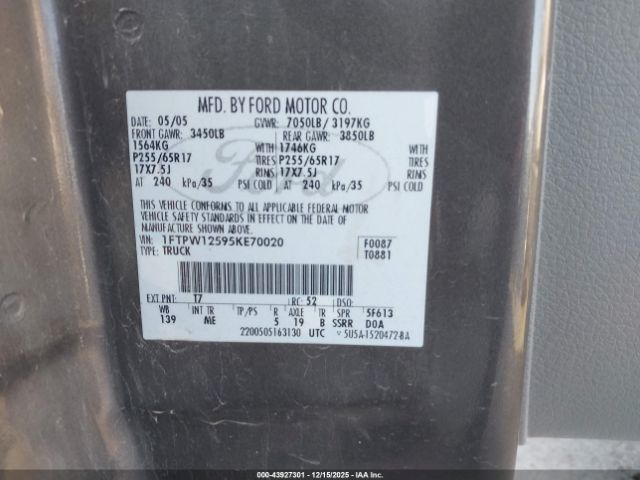 MFD. BY FORD MOTOR CO.
DATE: 05/05 GVWR: 7050LB / 3197KG
FRONT GAWR: 3450LB REAR GAWR: 3850LB
1564KG WITH 1746KG WITH
P255/65R17 TIRES P255/65R17 TIRES
17X7.5J RIMS 17X7.5J RIMS
AT 240 kPa/35 PSI COLD AT 240 kPa/35 PSI COLD
Ford
THIS VEHICLE CONFORMS TO ALL APPLICABLE FEDERAL MOTOR
VEHICLE SAFETY STANDARDS IN EFFECT ON THE DATE OF
MANUFACTURE SHOWN ABOVE.
VIN: 1FTPW12595KE70020 F0087
TYPE: TRUCK T0881
EXT PNT: T7 RC: 52 DSO:
WB INT TR TP/PS R AXLE TR SPR 5F613
139 ME 5 19 B SSRR D0A
2200505163130 UTC 5U5A-1520472-BA
000-43927301 - 12/15/2025 - IAA Inc.